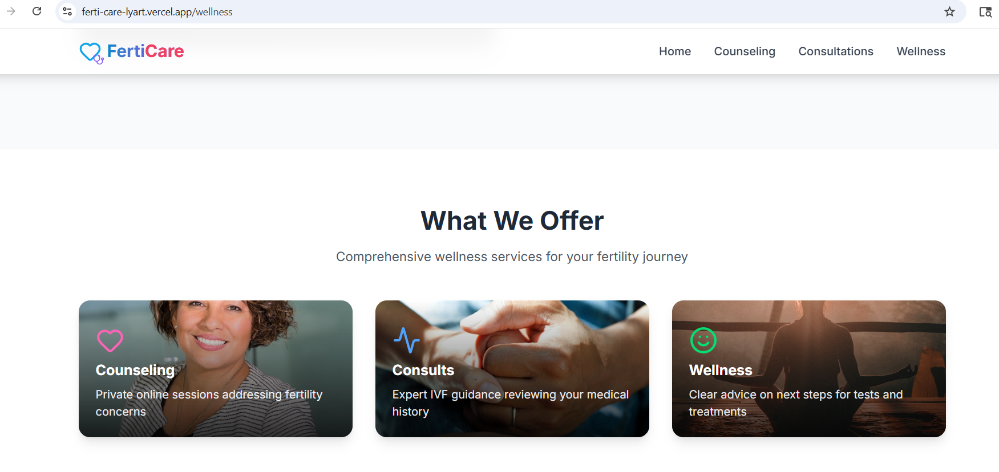 ferti-care-lyart.vercel.app/wellness
FertiCare
Home
Counseling
Consultations
Wellness
What We Offer
Comprehensive wellness services for your fertility journey
Counseling
Private online sessions addressing fertility
concerns
Consults
Expert IVF guidance reviewing your medical
history
Wellness
Clear advice on next steps for tests and
treatments